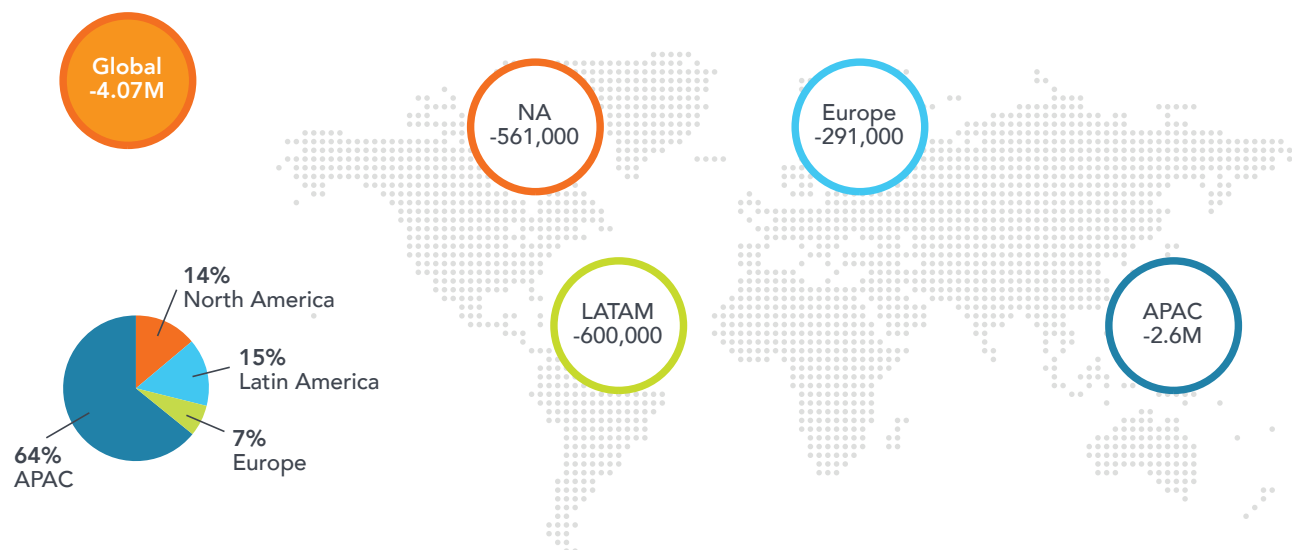 Global
-4.07M
NA
-561,000
Europe
-291,000
LATAM
-600,000
APAC
-2.6M
14%
North America
15%
Latin America
7%
Europe
64%
APAC